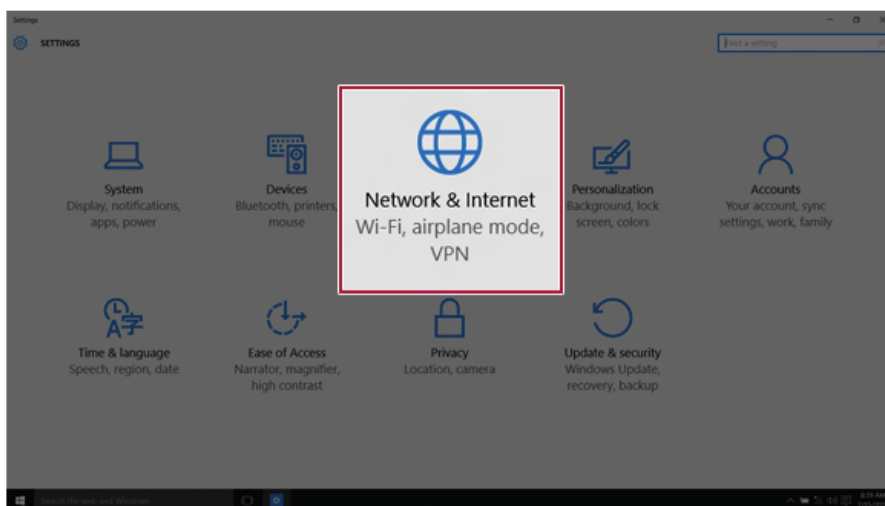 Settings
SETTINGS
Find a setting
System
Display, notifications,
apps, power
Devices
Bluetooth, printers,
mouse
Network & Internet
Wi-Fi, airplane mode,
VPN
Personalization
Background, lock
screen, colors
Accounts
Your account, sync
settings, work, family
Time & language
Speech, region, date
Ease of Access
Narrator, magnifier,
high contrast
Privacy
Location, camera
Update & security
Windows Update,
recovery, backup
Search the web and Windows
8:39 AM